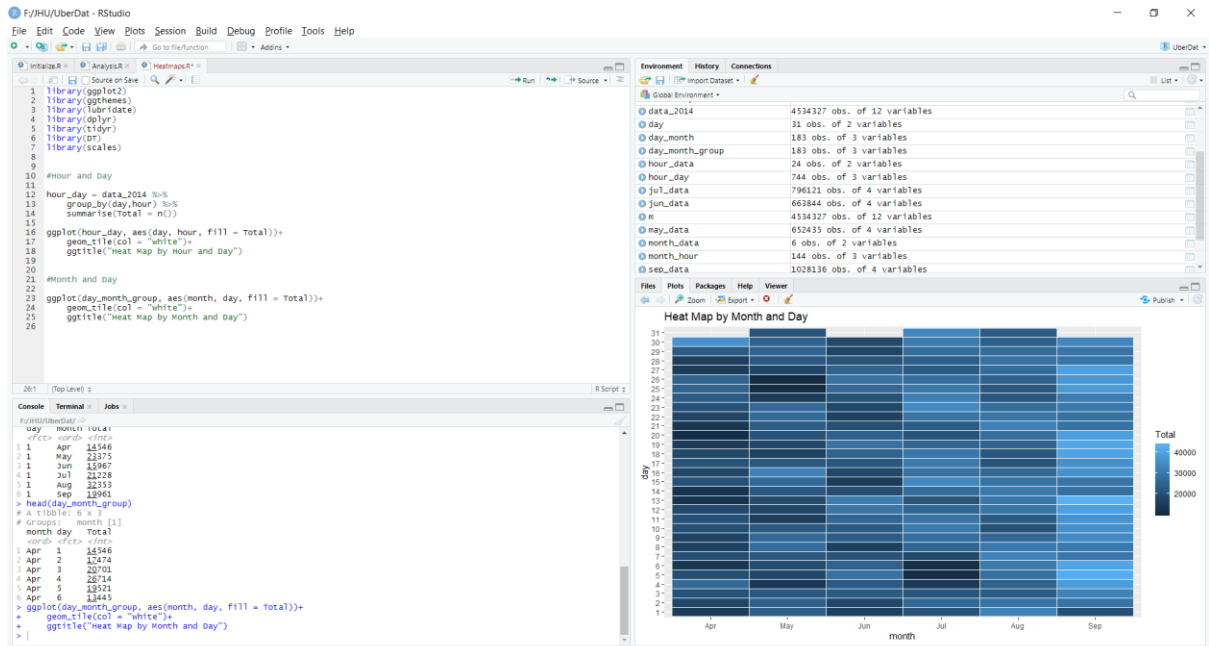 F:/JHU/UberDat - RStudio
File Edit Code View Plots Session Build Debug Profile Tools Help
Go to file/function Addins UberDat
Initialize.R Analysis.R Heatmaps.R*
Source on Save Run Source
1 library(ggplot2)
2 library(ggthemes)
3 library(lubridate)
4 library(dplyr)
5 library(tidyr)
6 library(DT)
7 library(scales)
8
9
10 #Hour and Day
11
12 hour_day = data_2014 %>%
13 group_by(day,hour) %>%
14 summarise(Total = n())
15
16 ggplot(hour_day, aes(day, hour, fill = Total))+
17 geom_tile(col = "white")+
18 ggtitle("Heat Map by Hour and Day")
19
20
21 #Month and Day
22
23 ggplot(day_month_group, aes(month, day, fill = Total))+
24 geom_tile(col = "white")+
25 ggtitle("Heat Map by Month and Day")
26
26:1 (Top Level) R Script
Console Terminal Jobs
F:/JHU/UberDat/
day month Total
<fct> <ord> <int>
1 1 Apr 14546
2 1 May 23375
3 1 Jun 15967
4 1 Jul 21228
5 1 Aug 32353
6 1 Sep 19961
> head(day_month_group)
# A tibble: 6 x 3
# Groups: month [1]
month day Total
<ord> <fct> <int>
1 Apr 1 14546
2 Apr 2 17474
3 Apr 3 20701
4 Apr 4 26714
5 Apr 5 19521
6 Apr 6 13445
> ggplot(day_month_group, aes(month, day, fill = Total))+
+ geom_tile(col = "white")+
+ ggtitle("Heat Map by Month and Day")
>
Environment History Connections
Import Dataset List
Global Environment
data_2014 4534327 obs. of 12 variables
day 31 obs. of 2 variables
day_month 183 obs. of 3 variables
day_month_group 183 obs. of 3 variables
hour_data 24 obs. of 2 variables
hour_day 744 obs. of 3 variables
jul_data 796121 obs. of 4 variables
jun_data 663844 obs. of 4 variables
m 4534327 obs. of 12 variables
may_data 652435 obs. of 4 variables
month_data 6 obs. of 2 variables
month_hour 144 obs. of 3 variables
sep_data 1028136 obs. of 4 variables
Files Plots Packages Help Viewer
Zoom Export Publish
Heat Map by Month and Day
31
30
29
28
27
26
25
24
23
22
21
20
19
18
17
16
15
14
13
12
11
10
9
8
7
6
5
4
3
2
1
day
Apr May Jun Jul Aug Sep
month
Total
40000
30000
20000